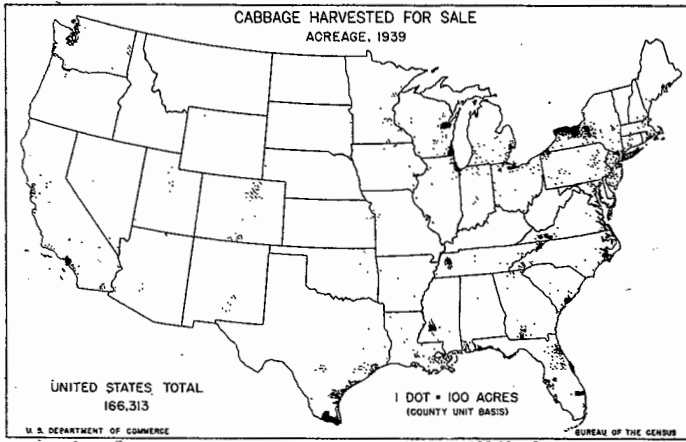 CABBAGE HARVESTED FOR SALE
ACREAGE, 1939
UNITED STATES TOTAL
166,313
1 DOT = 100 ACRES
(COUNTY UNIT BASIS)
U. S. DEPARTMENT OF COMMERCE
BUREAU OF THE CENSUS